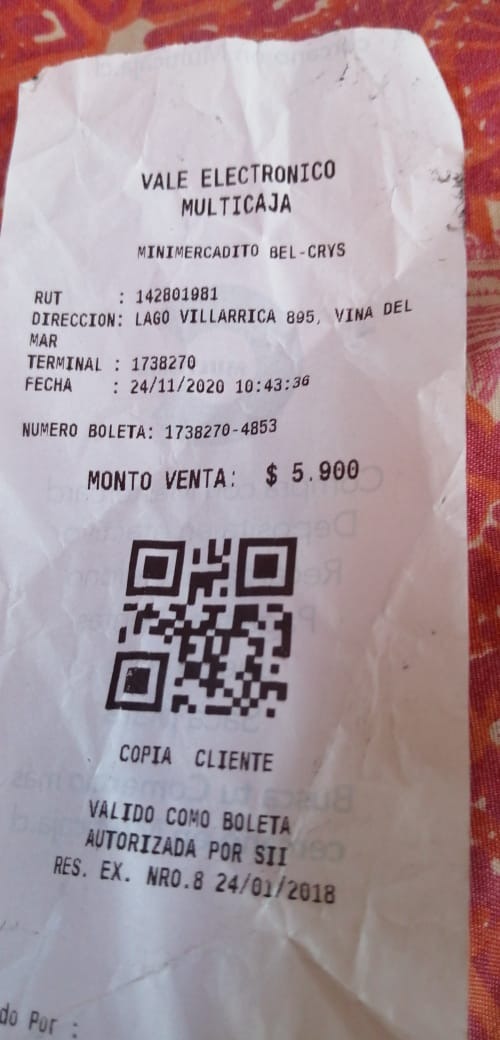 VALE ELECTRONICO
MULTICAJA
MINIMERCADITO BEL-CRYS
RUT : 142801981
DIRECCION: LAGO VILLARRICA 895, VINA DEL
MAR
TERMINAL : 1738270
FECHA : 24/11/2020 10:43:36
NUMERO BOLETA: 1738270-4853
MONTO VENTA: $ 5.900
COPIA CLIENTE
VALIDO COMO BOLETA
AUTORIZADA POR SII
RES. EX. NRO.8 24/01/2018
do Por :